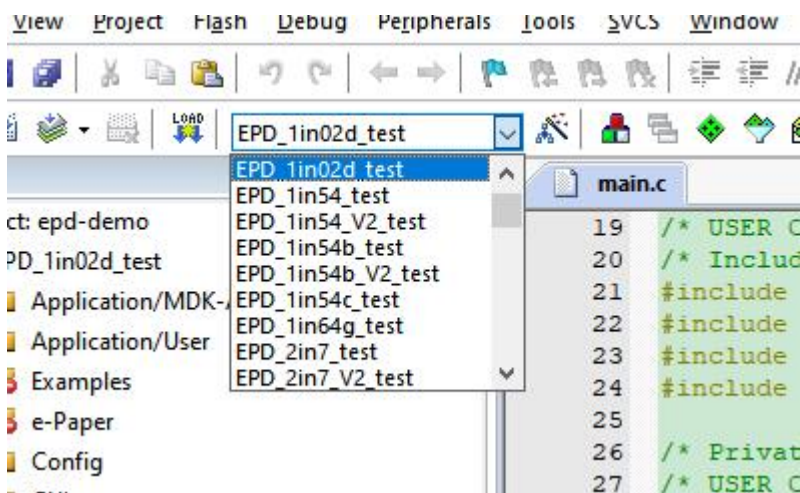 View Project Flash Debug Peripherals Tools SVCS Window
LOAD
EPD_1in02d_test
EPD_1in02d_test
EPD_1in54_test
EPD_1in54_V2_test
EPD_1in54b_test
EPD_1in54b_V2_test
EPD_1in54c_test
EPD_1in64g_test
EPD_2in7_test
EPD_2in7_V2_test
ct: epd-demo
PD_1in02d_test
Application/MDK-
Application/User
Examples
e-Paper
Config
main.c
19 /* USER C
20 /* Includ
21 #include
22 #include
23 #include
24 #include
25
26 /* Privat
27 /* USER C